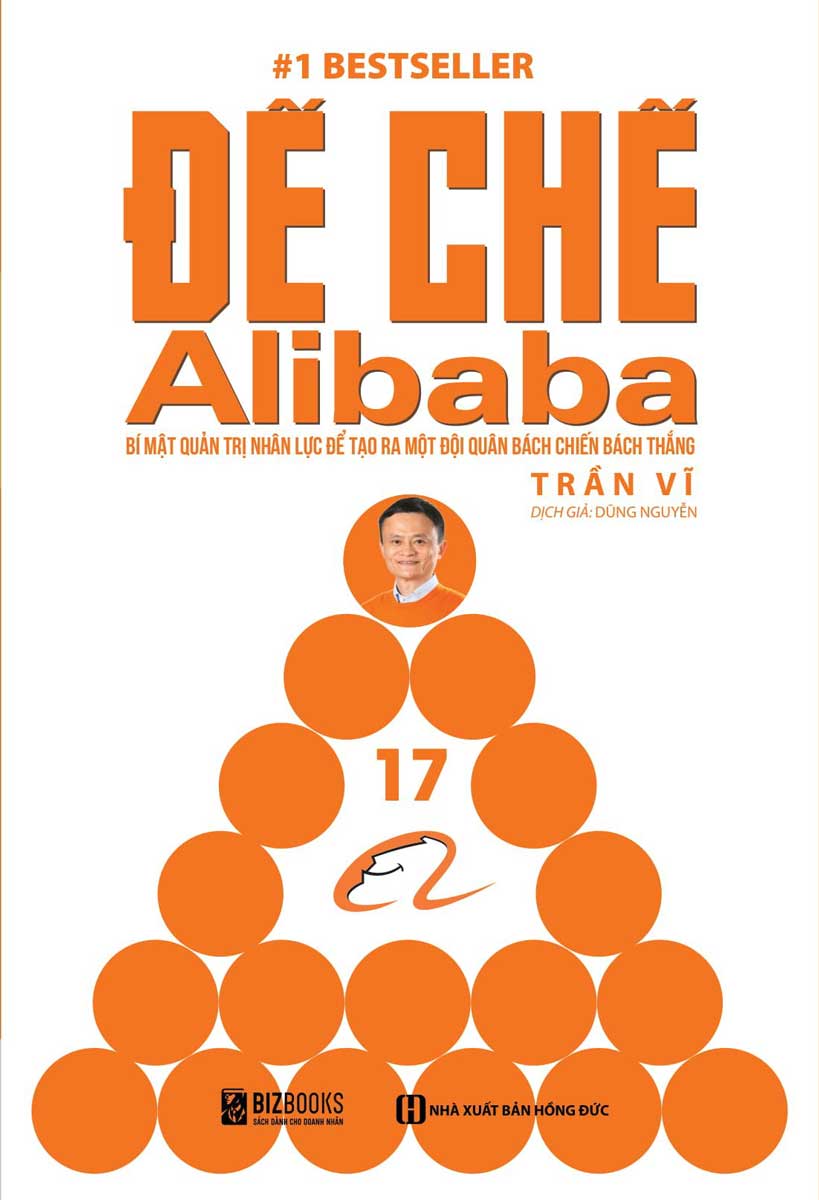 #1 BESTSELLER
ĐẾ CHẾ
Alibaba
BÍ MẬT QUẢN TRỊ NHÂN LỰC ĐỂ TẠO RA MỘT ĐỘI QUÂN BÁCH CHIẾN BÁCH THẮNG
TRẦN VĨ
DỊCH GIẢ: DŨNG NGUYỄN
17
BIZBOOKS
SÁCH DÀNH CHO DOANH NHÂN
H NHÀ XUẤT BẢN HỒNG ĐỨC